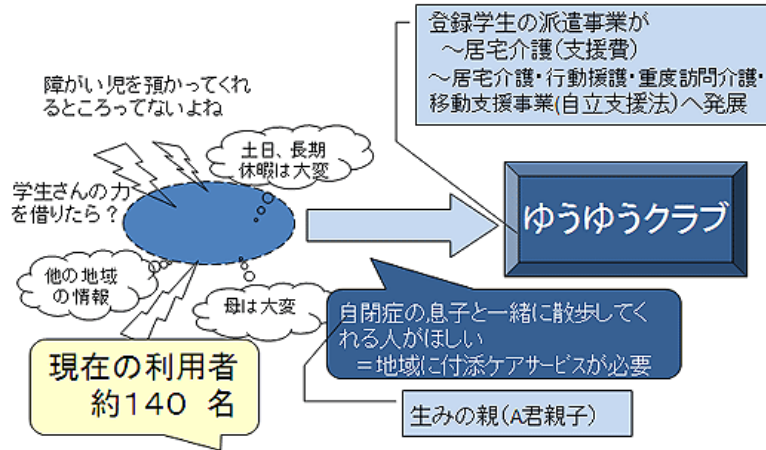 登録学生の派遣事業が
～居宅介護(支援費)
～居宅介護・行動援護・重度訪問介護・
移動支援事業(自立支援法)へ発展
障がい児を預かってくれ
るところってないよね
土日、長期
休暇は大変
学生さんの力
を借りたら？
ゆうゆうクラブ
他の地域
の情報
母は大変
自閉症の息子と一緒に散歩してく
れる人がほしい
＝地域に付添ケアサービスが必要
現在の利用者
約140 名
生みの親(A君親子)